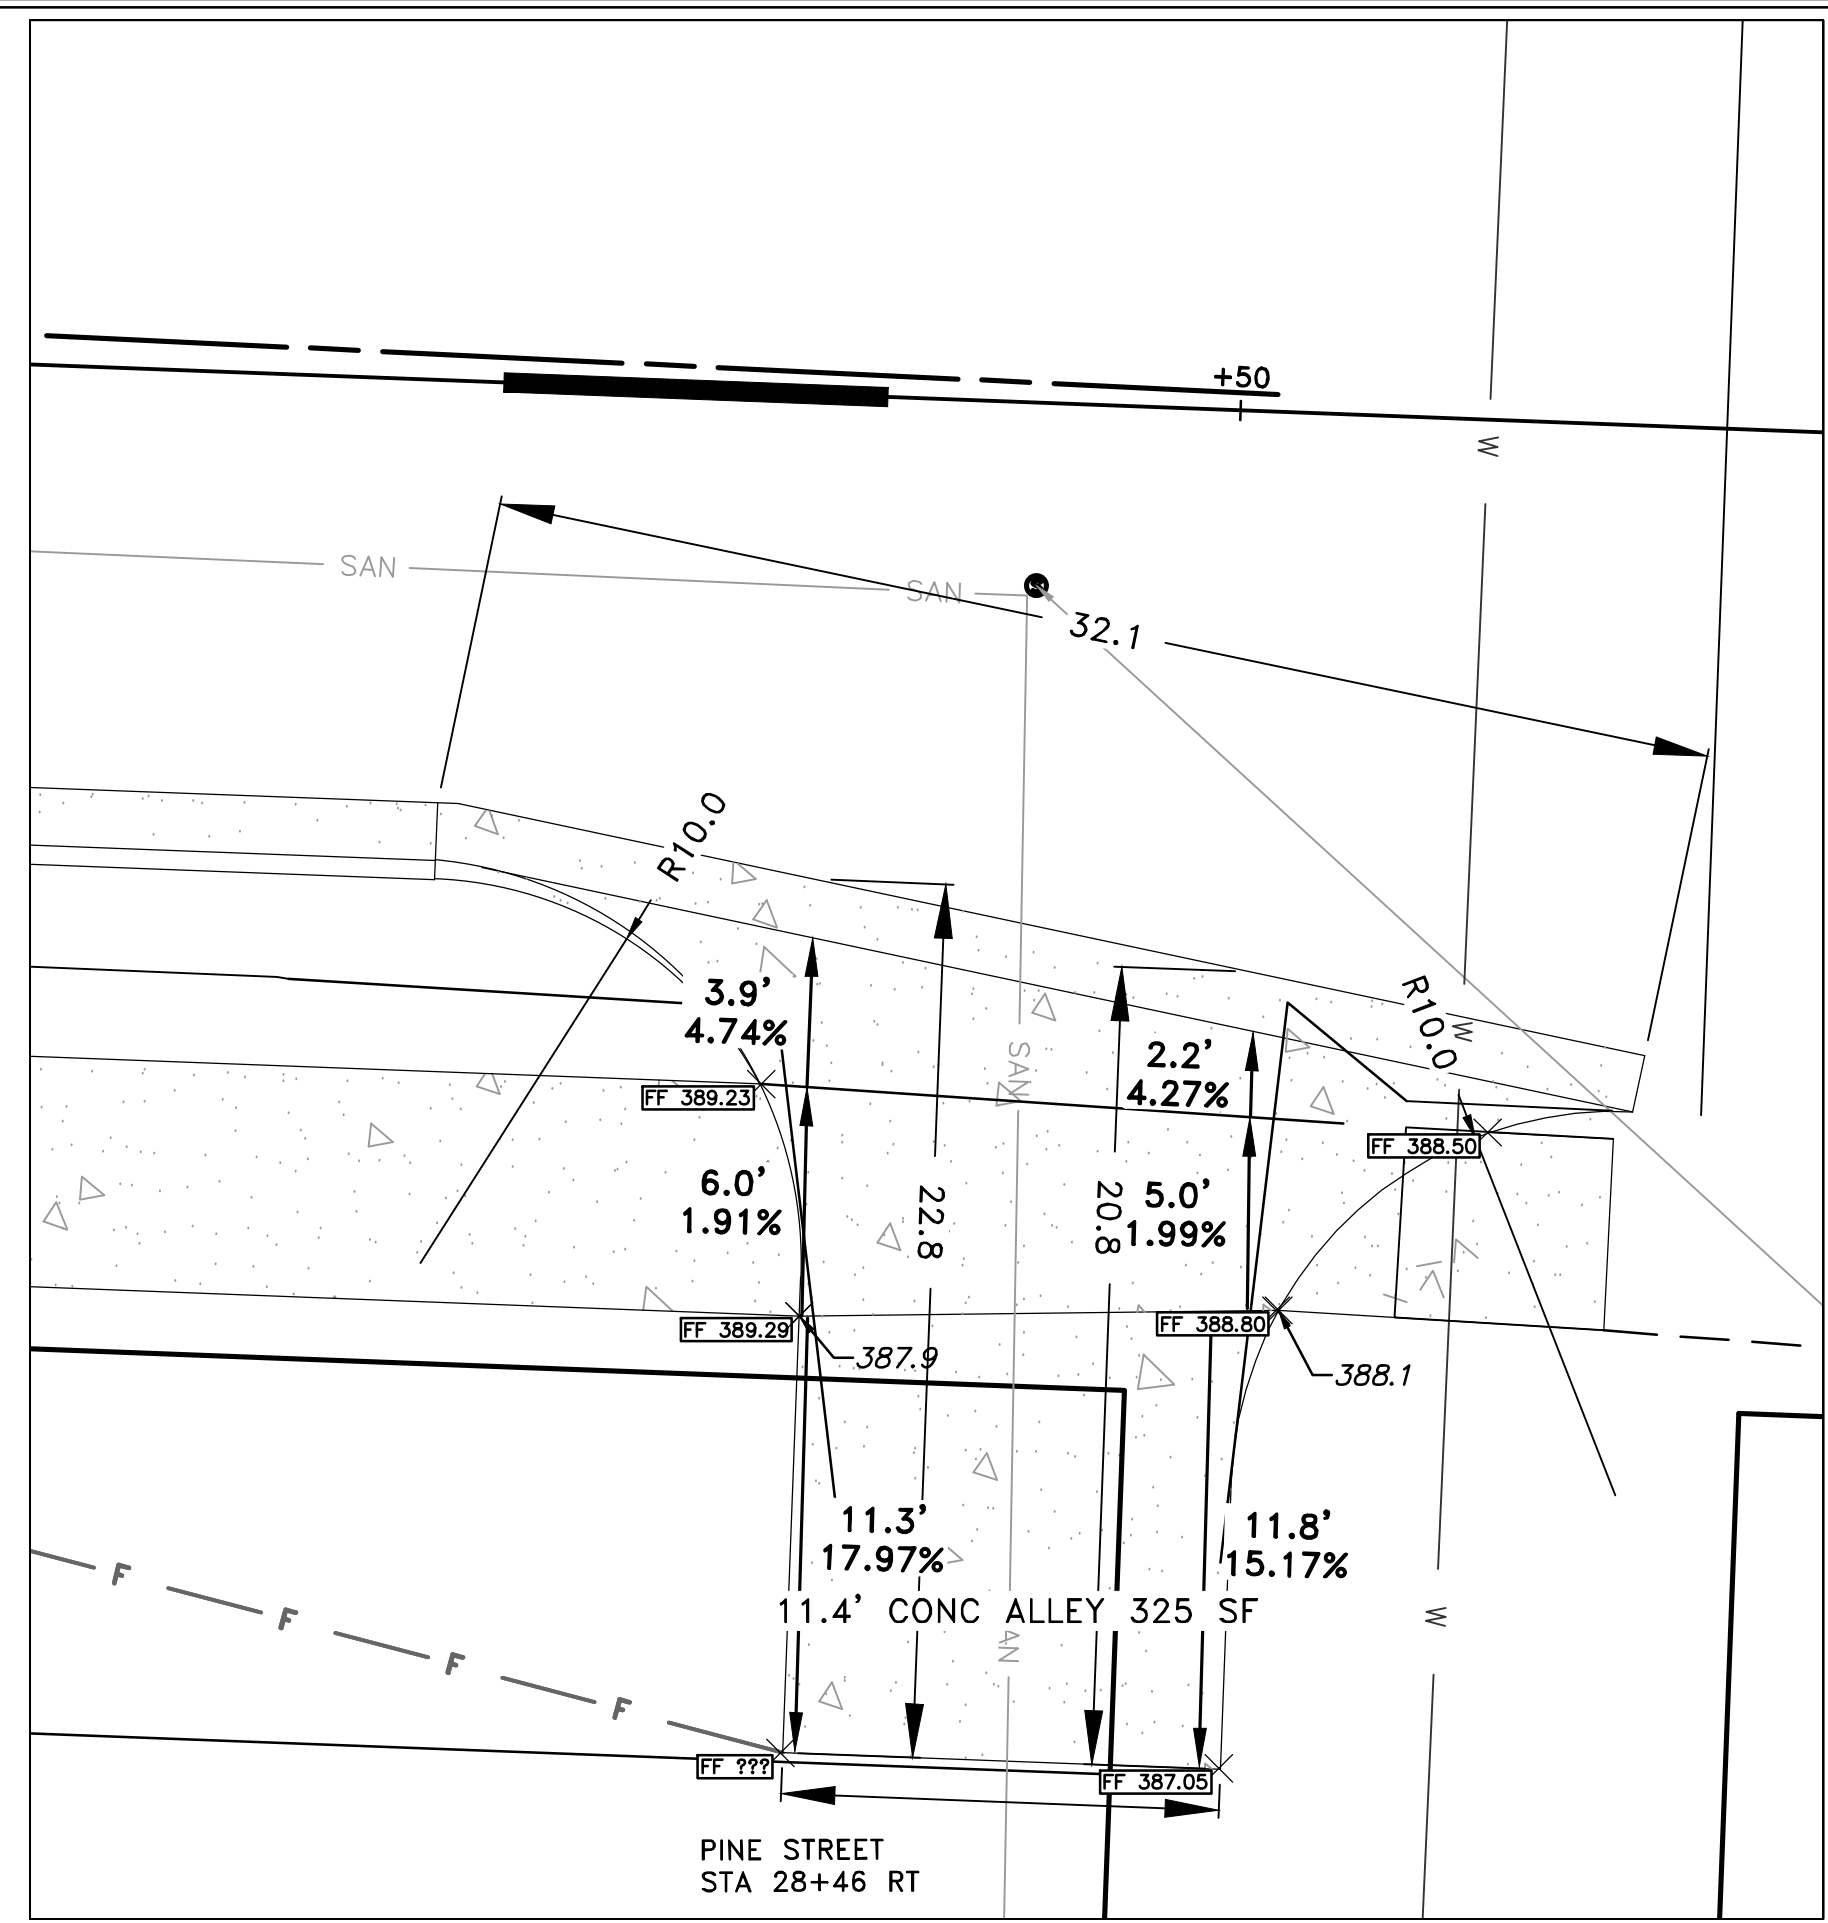 +50
SAN
SAN
32.1
W
R10.0
3.9'
4.74%
R10.0
W
SAN
2.2'
4.27%
FF 389.23
FF 388.50
6.0'
1.91%
22.8
20.8
5.0'
1.99%
FF 389.29
FF 388.80
387.9
388.1
11.3'
17.97%
11.8'
15.17%
F
F
F
F
11.4' CONC ALLEY 325 SF
W
AN
FF ???
FF 387.05
PINE STREET
STA 28+46 RT